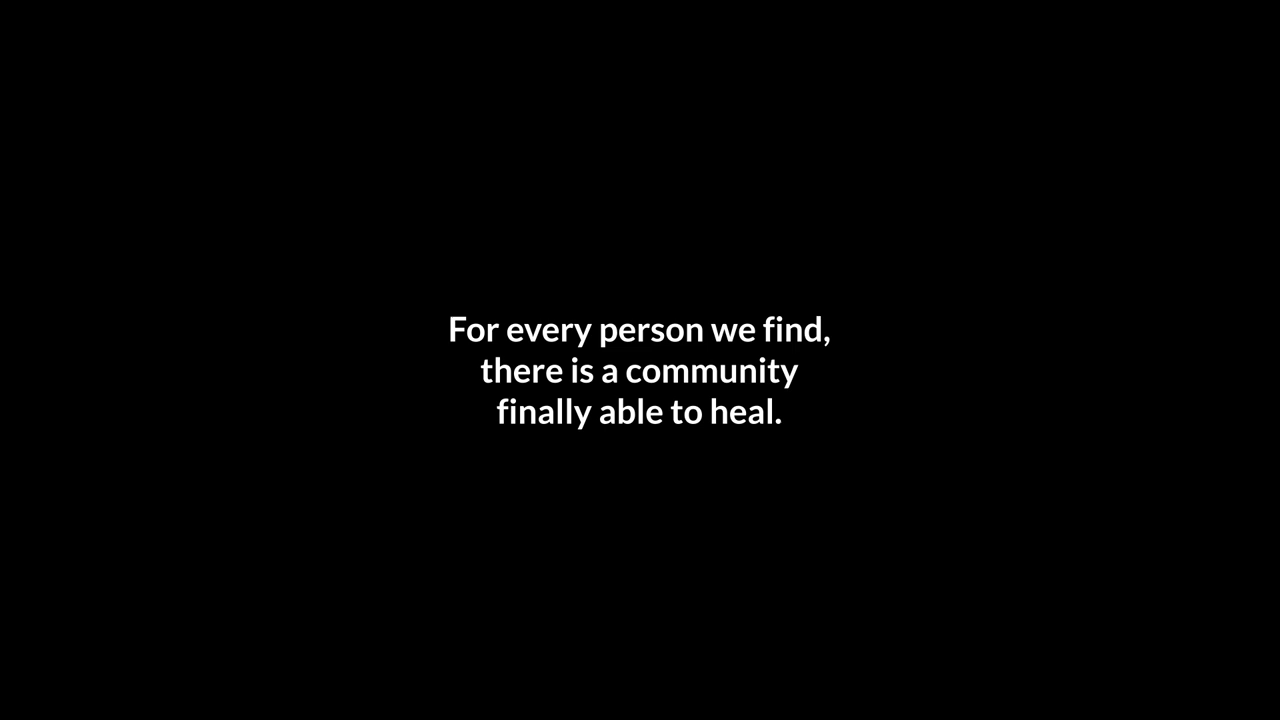 For every person we find,
there is a community
finally able to heal.